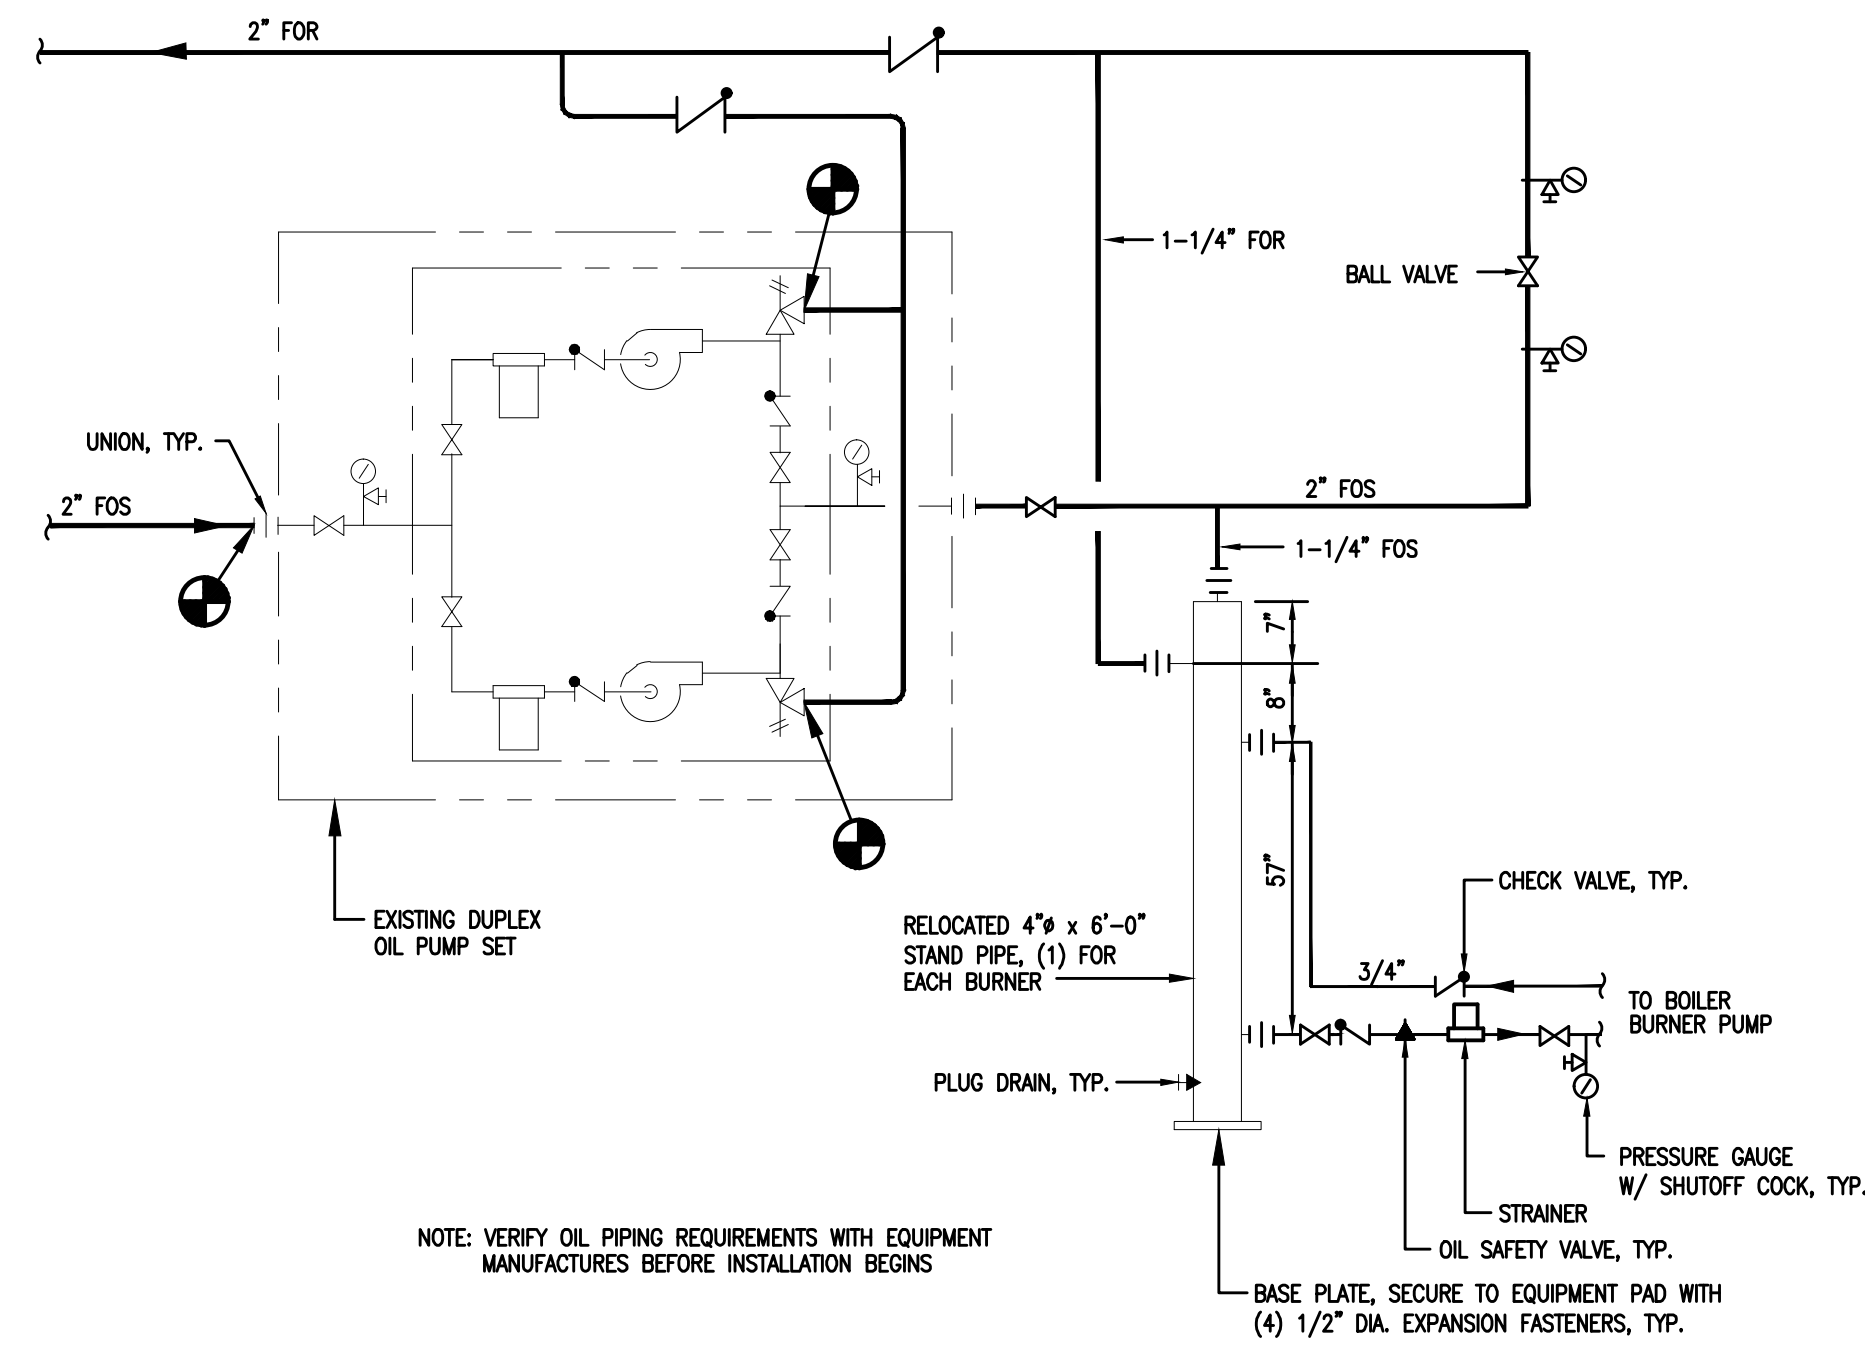 2" FOR
1-1/4" FOR
BALL VALVE
UNION, TYP.
2" FOS
2" FOS
1-1/4" FOS
7"
8"
57"
EXISTING DUPLEX
OIL PUMP SET
RELOCATED 4"ø x 6'-0"
STAND PIPE, (1) FOR
EACH BURNER
CHECK VALVE, TYP.
3/4"
TO BOILER
BURNER PUMP
PLUG DRAIN, TYP.
PRESSURE GAUGE
W/ SHUTOFF COCK, TYP.
STRAINER
OIL SAFETY VALVE, TYP.
NOTE: VERIFY OIL PIPING REQUIREMENTS WITH EQUIPMENT
MANUFACTURES BEFORE INSTALLATION BEGINS
BASE PLATE, SECURE TO EQUIPMENT PAD WITH
(4) 1/2" DIA. EXPANSION FASTENERS, TYP.